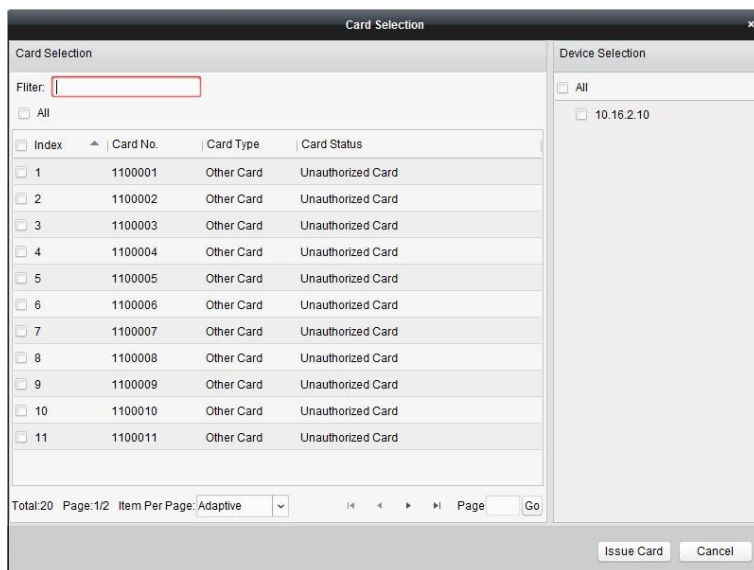 Card Selection x
Card Selection
Fliter:
All
Index Card No. Card Type Card Status
1 1100001 Other Card Unauthorized Card
2 1100002 Other Card Unauthorized Card
3 1100003 Other Card Unauthorized Card
4 1100004 Other Card Unauthorized Card
5 1100005 Other Card Unauthorized Card
6 1100006 Other Card Unauthorized Card
7 1100007 Other Card Unauthorized Card
8 1100008 Other Card Unauthorized Card
9 1100009 Other Card Unauthorized Card
10 1100010 Other Card Unauthorized Card
11 1100011 Other Card Unauthorized Card
Total:20 Page:1/2 Item Per Page: Adaptive Page Go
Device Selection
All
10.16.2.10
Issue Card Cancel